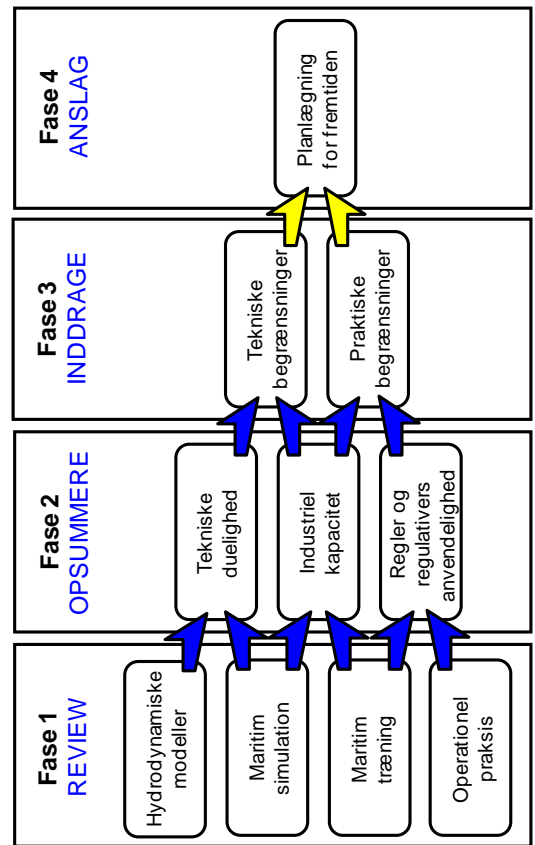 Fase 1
REVIEW
Hydrodynamiske
modeller
Maritim
simulation
Maritim
træning
Operationel
praksis
Fase 2
OPSUMMERE
Tekniske
duelighed
Industriel
kapacitet
Regler og
regulativers
anvendelighed
Fase 3
INDDRAGE
Tekniske
begrænsninger
Praktiske
begrænsninger
Fase 4
ANSLAG
Planlægning
for fremtiden